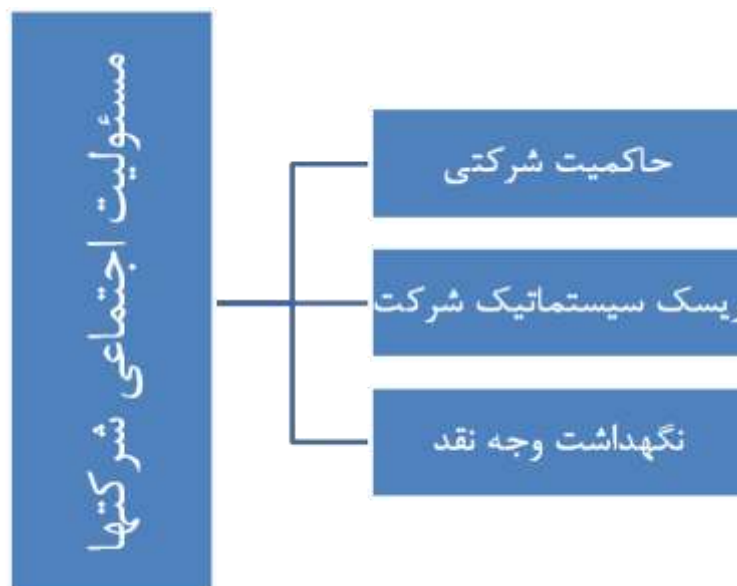 مسئولیت اجتماعی شرکتها
حاکمیت شرکتی
ریسک سیستماتیک شرکت
نگهداشت وجه نقد